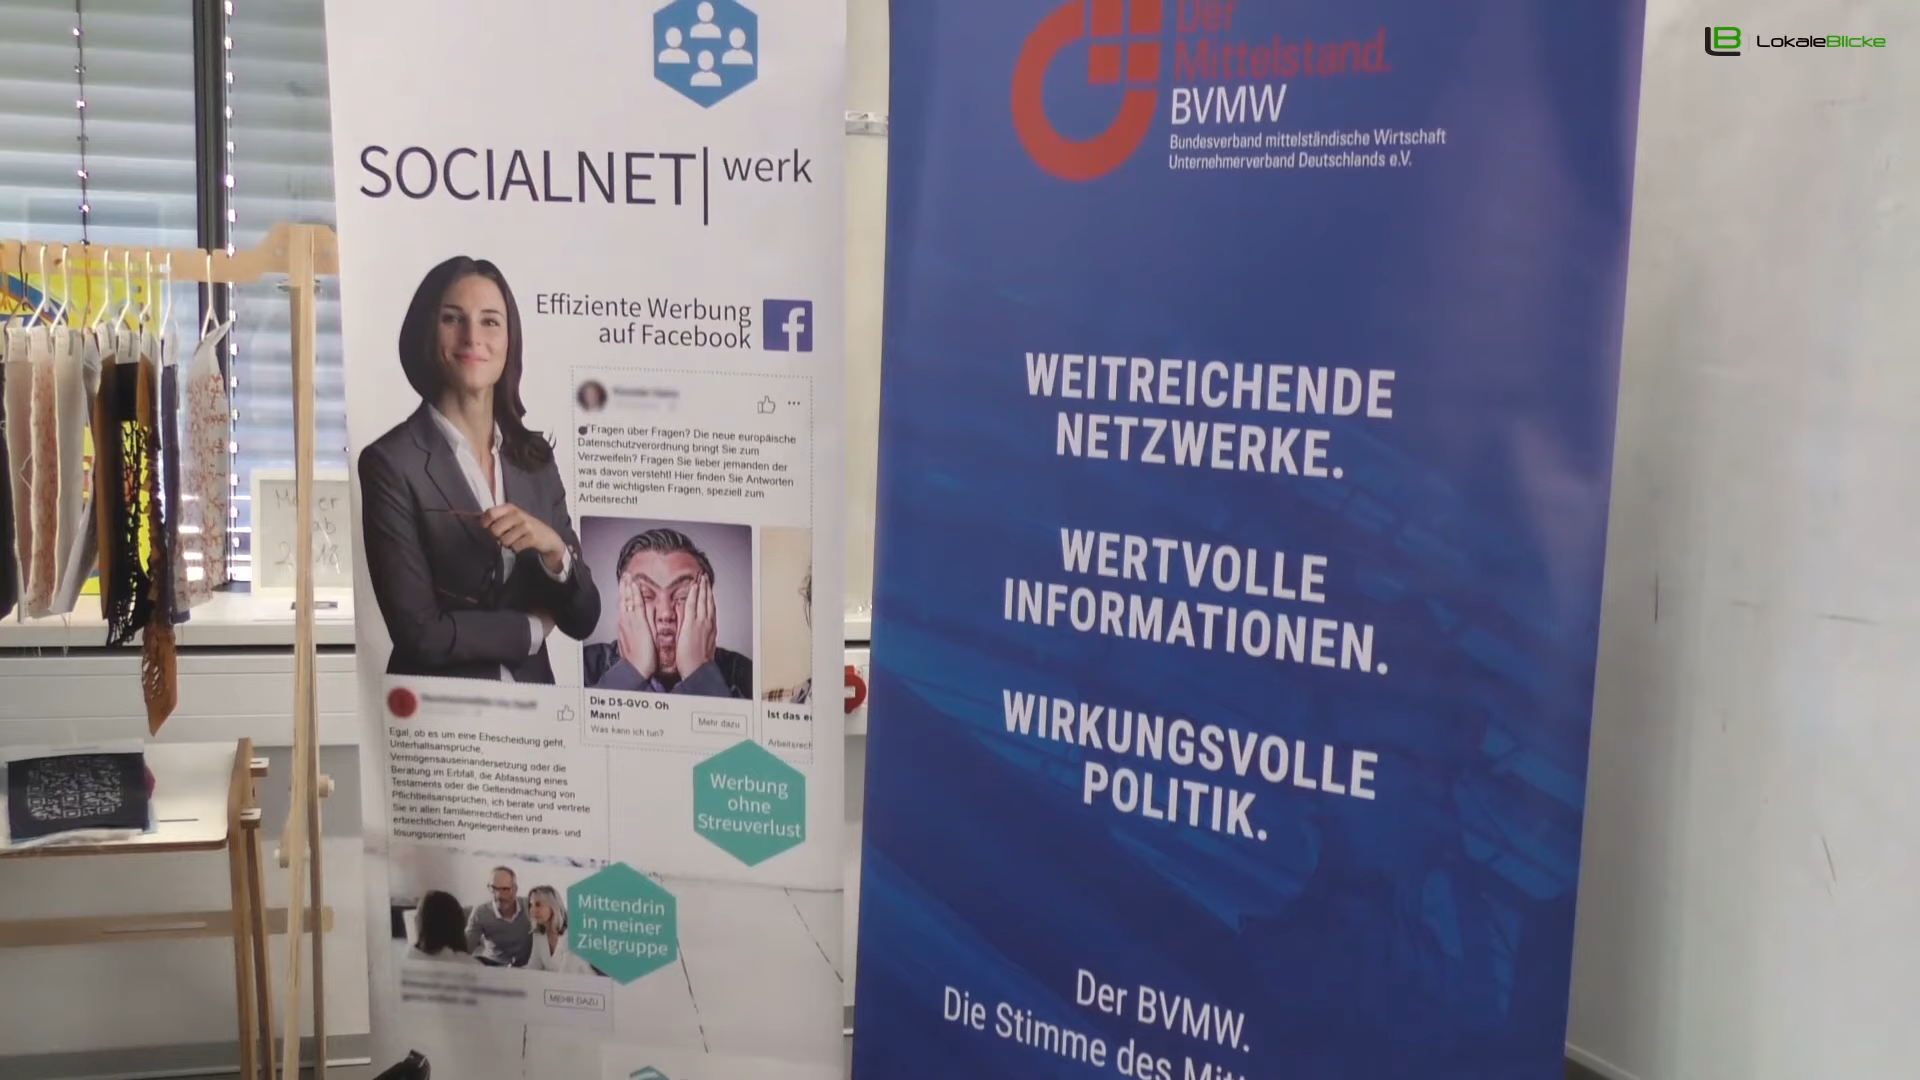 LokaleBlicke
SOCIALNET|werk
Effiziente Werbung
auf Facebook
Fragen über Fragen? Die neue europäische
Datenschutzverordnung bringt Sie zum
Verzweifeln? Fragen Sie lieber jemanden der
was davon versteht! Hier finden Sie Antworten
auf die wichtigsten Fragen, speziell zum
Arbeitsrecht!
Die DS-GVO. Oh
Mann!
Was kann ich tun?
Mehr dazu
Ist das
Egal, ob es um eine Ehescheidung geht,
Unterhaltsansprüche,
Vermögensauseinandersetzung oder die
Beratung im Erbfall, die Abfassung eines
Testaments oder die Geltendmachung von
Pflichtteilsansprüchen, ich berate und vertrete
Sie in allen familienrechtlichen und
erbrechtlichen Angelegenheiten praxis- und
lösungsorientiert
Werbung
ohne
Streuverlust
Mittendrin
in meiner
Zielgruppe
MEHR DAZU
Der
Mittelstand.
BVMW
Bundesverband mittelständische Wirtschaft
Unternehmerverband Deutschlands e.V.
WEITREICHENDE
NETZWERKE.
WERTVOLLE
INFORMATIONEN.
WIRKUNGSVOLLE
POLITIK.
Der BVMW.
Die Stimme des